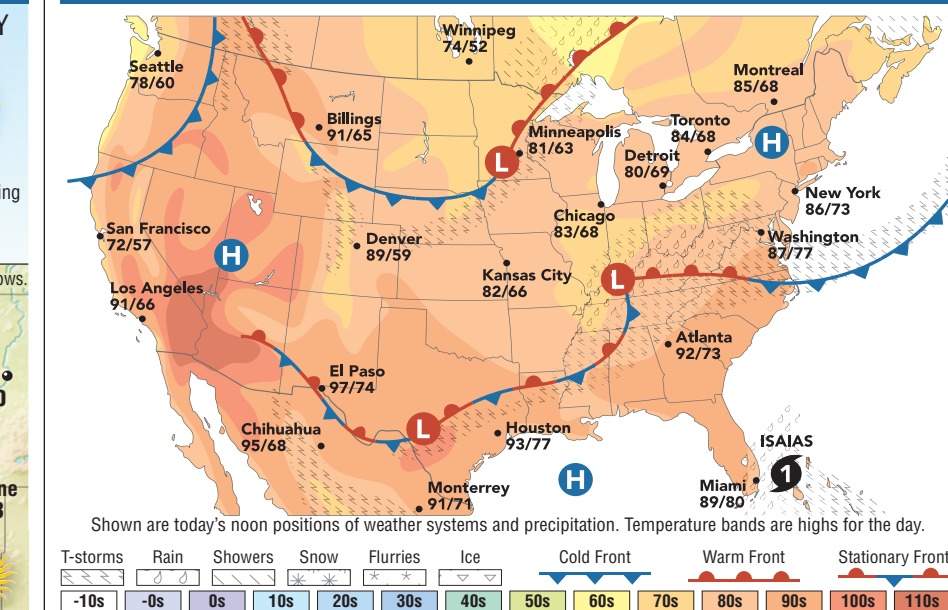 Y
ing
ows.
O
ne
8
Winnipeg
74/52
Seattle
78/60
Montreal
85/68
Billings
91/65
Toronto
84/68
Minneapolis
81/63
H
L
Detroit
80/69
New York
86/73
Chicago
83/68
San Francisco
72/57
Denver
89/59
Washington
87/77
H
Kansas City
82/66
L
Los Angeles
91/66
Atlanta
92/73
El Paso
97/74
Chihuahua
95/68
L
Houston
93/77
ISAIAS
1
H
Monterrey
91/71
Miami
89/80
Shown are today's noon positions of weather systems and precipitation. Temperature bands are highs for the day.
T-storms Rain Showers Snow Flurries Ice Cold Front Warm Front Stationary Front
-10s -0s 0s 10s 20s 30s 40s 50s 60s 70s 80s 90s 100s 110s